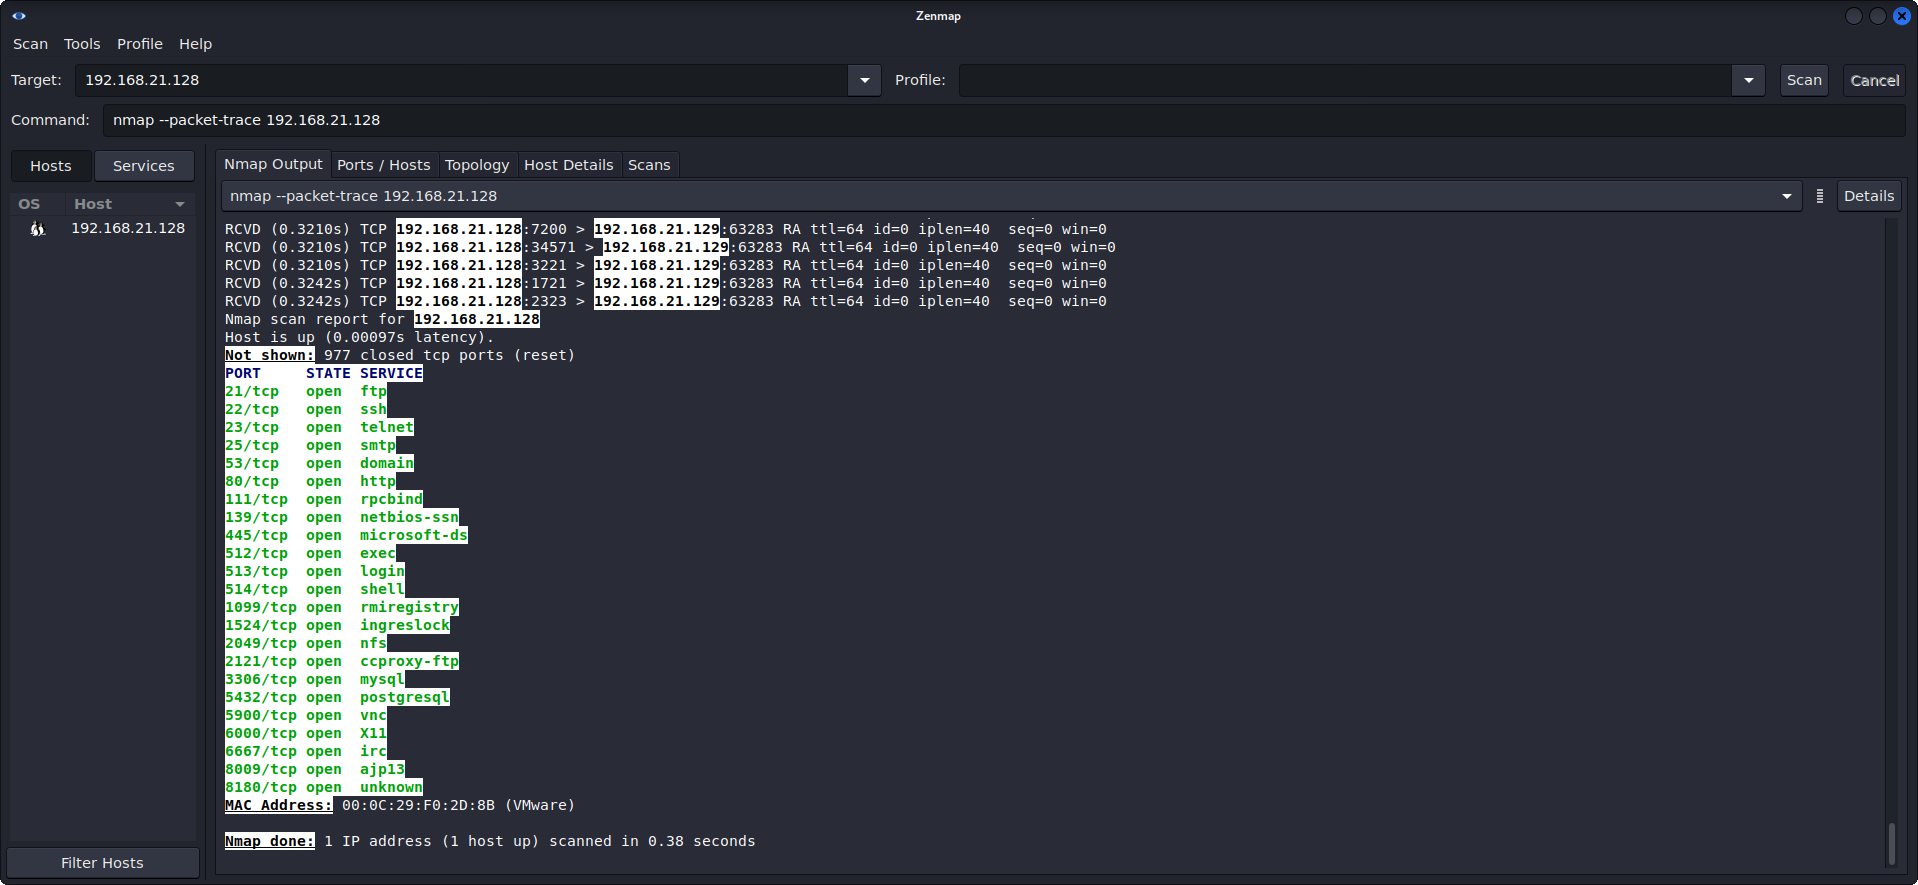 Zenmap
Scan Tools Profile Help
Target: 192.168.21.128 Profile: Scan Cancel
Command: nmap --packet-trace 192.168.21.128
Hosts Services
OS Host
192.168.21.128
Filter Hosts
Nmap Output Ports / Hosts Topology Host Details Scans
nmap --packet-trace 192.168.21.128 Details
RCVD (0.3210s) TCP 192.168.21.128:7200 > 192.168.21.129:63283 RA ttl=64 id=0 iplen=40  seq=0 win=0
RCVD (0.3210s) TCP 192.168.21.128:34571 > 192.168.21.129:63283 RA ttl=64 id=0 iplen=40  seq=0 win=0
RCVD (0.3210s) TCP 192.168.21.128:3221 > 192.168.21.129:63283 RA ttl=64 id=0 iplen=40  seq=0 win=0
RCVD (0.3242s) TCP 192.168.21.128:1721 > 192.168.21.129:63283 RA ttl=64 id=0 iplen=40  seq=0 win=0
RCVD (0.3242s) TCP 192.168.21.128:2323 > 192.168.21.129:63283 RA ttl=64 id=0 iplen=40  seq=0 win=0
Nmap scan report for 192.168.21.128
Host is up (0.00097s latency).
Not shown: 977 closed tcp ports (reset)
PORT     STATE SERVICE
21/tcp   open  ftp
22/tcp   open  ssh
23/tcp   open  telnet
25/tcp   open  smtp
53/tcp   open  domain
80/tcp   open  http
111/tcp  open  rpcbind
139/tcp  open  netbios-ssn
445/tcp  open  microsoft-ds
512/tcp  open  exec
513/tcp  open  login
514/tcp  open  shell
1099/tcp open  rmiregistry
1524/tcp open  ingreslock
2049/tcp open  nfs
2121/tcp open  ccproxy-ftp
3306/tcp open  mysql
5432/tcp open  postgresql
5900/tcp open  vnc
6000/tcp open  X11
6667/tcp open  irc
8009/tcp open  ajp13
8180/tcp open  unknown
MAC Address: 00:0C:29:F0:2D:8B (VMware)
Nmap done: 1 IP address (1 host up) scanned in 0.38 seconds